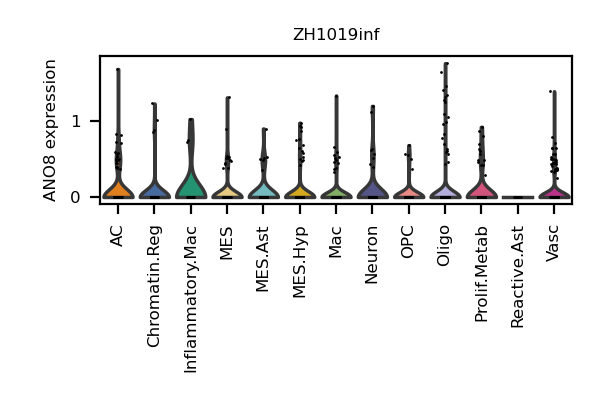 ZH1019inf
ANO8 expression
1
0
AC
Chromatin.Reg
Inflammatory.Mac
MES
MES.Ast
MES.Hyp
Mac
Neuron
OPC
Oligo
Prolif.Metab
Reactive.Ast
Vasc